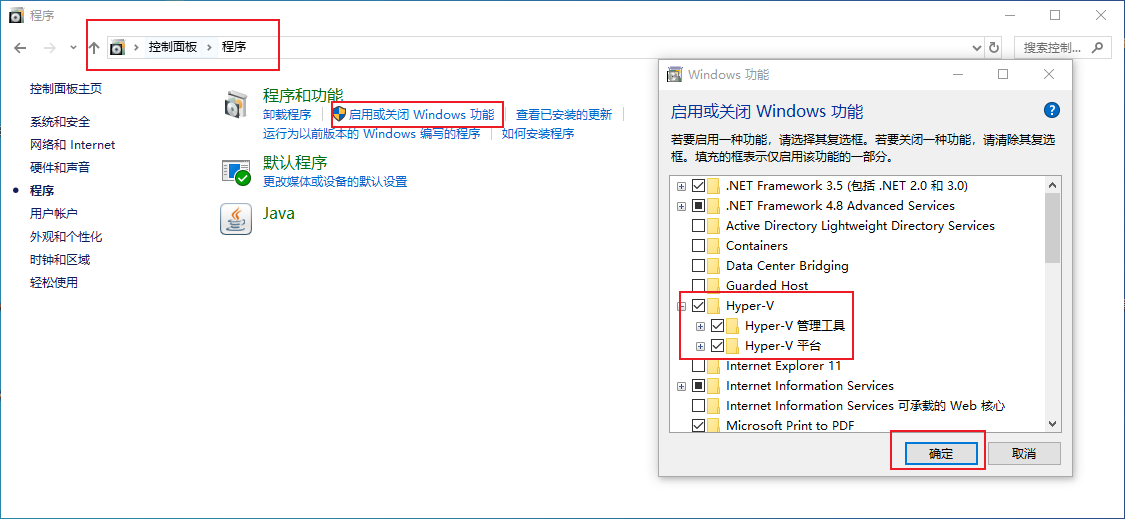 程序
控制面板 程序
搜索控制...
控制面板主页
系统和安全
网络和 Internet
硬件和声音
程序
用户帐户
外观和个性化
时钟和区域
轻松使用
程序和功能
卸载程序 启用或关闭 Windows 功能 查看已安装的更新
运行为以前版本的 Windows 编写的程序 如何安装程序
默认程序
更改媒体或设备的默认设置
Java
Windows 功能
启用或关闭 Windows 功能
若要启用一种功能，请选择其复选框。若要关闭一种功能，请清除其复选
框。填充的框表示仅启用该功能的一部分。
.NET Framework 3.5 (包括 .NET 2.0 和 3.0)
.NET Framework 4.8 Advanced Services
Active Directory Lightweight Directory Services
Containers
Data Center Bridging
Guarded Host
Hyper-V
Hyper-V 管理工具
Hyper-V 平台
Internet Explorer 11
Internet Information Services
Internet Information Services 可承载的 Web 核心
Microsoft Print to PDF
确定 取消